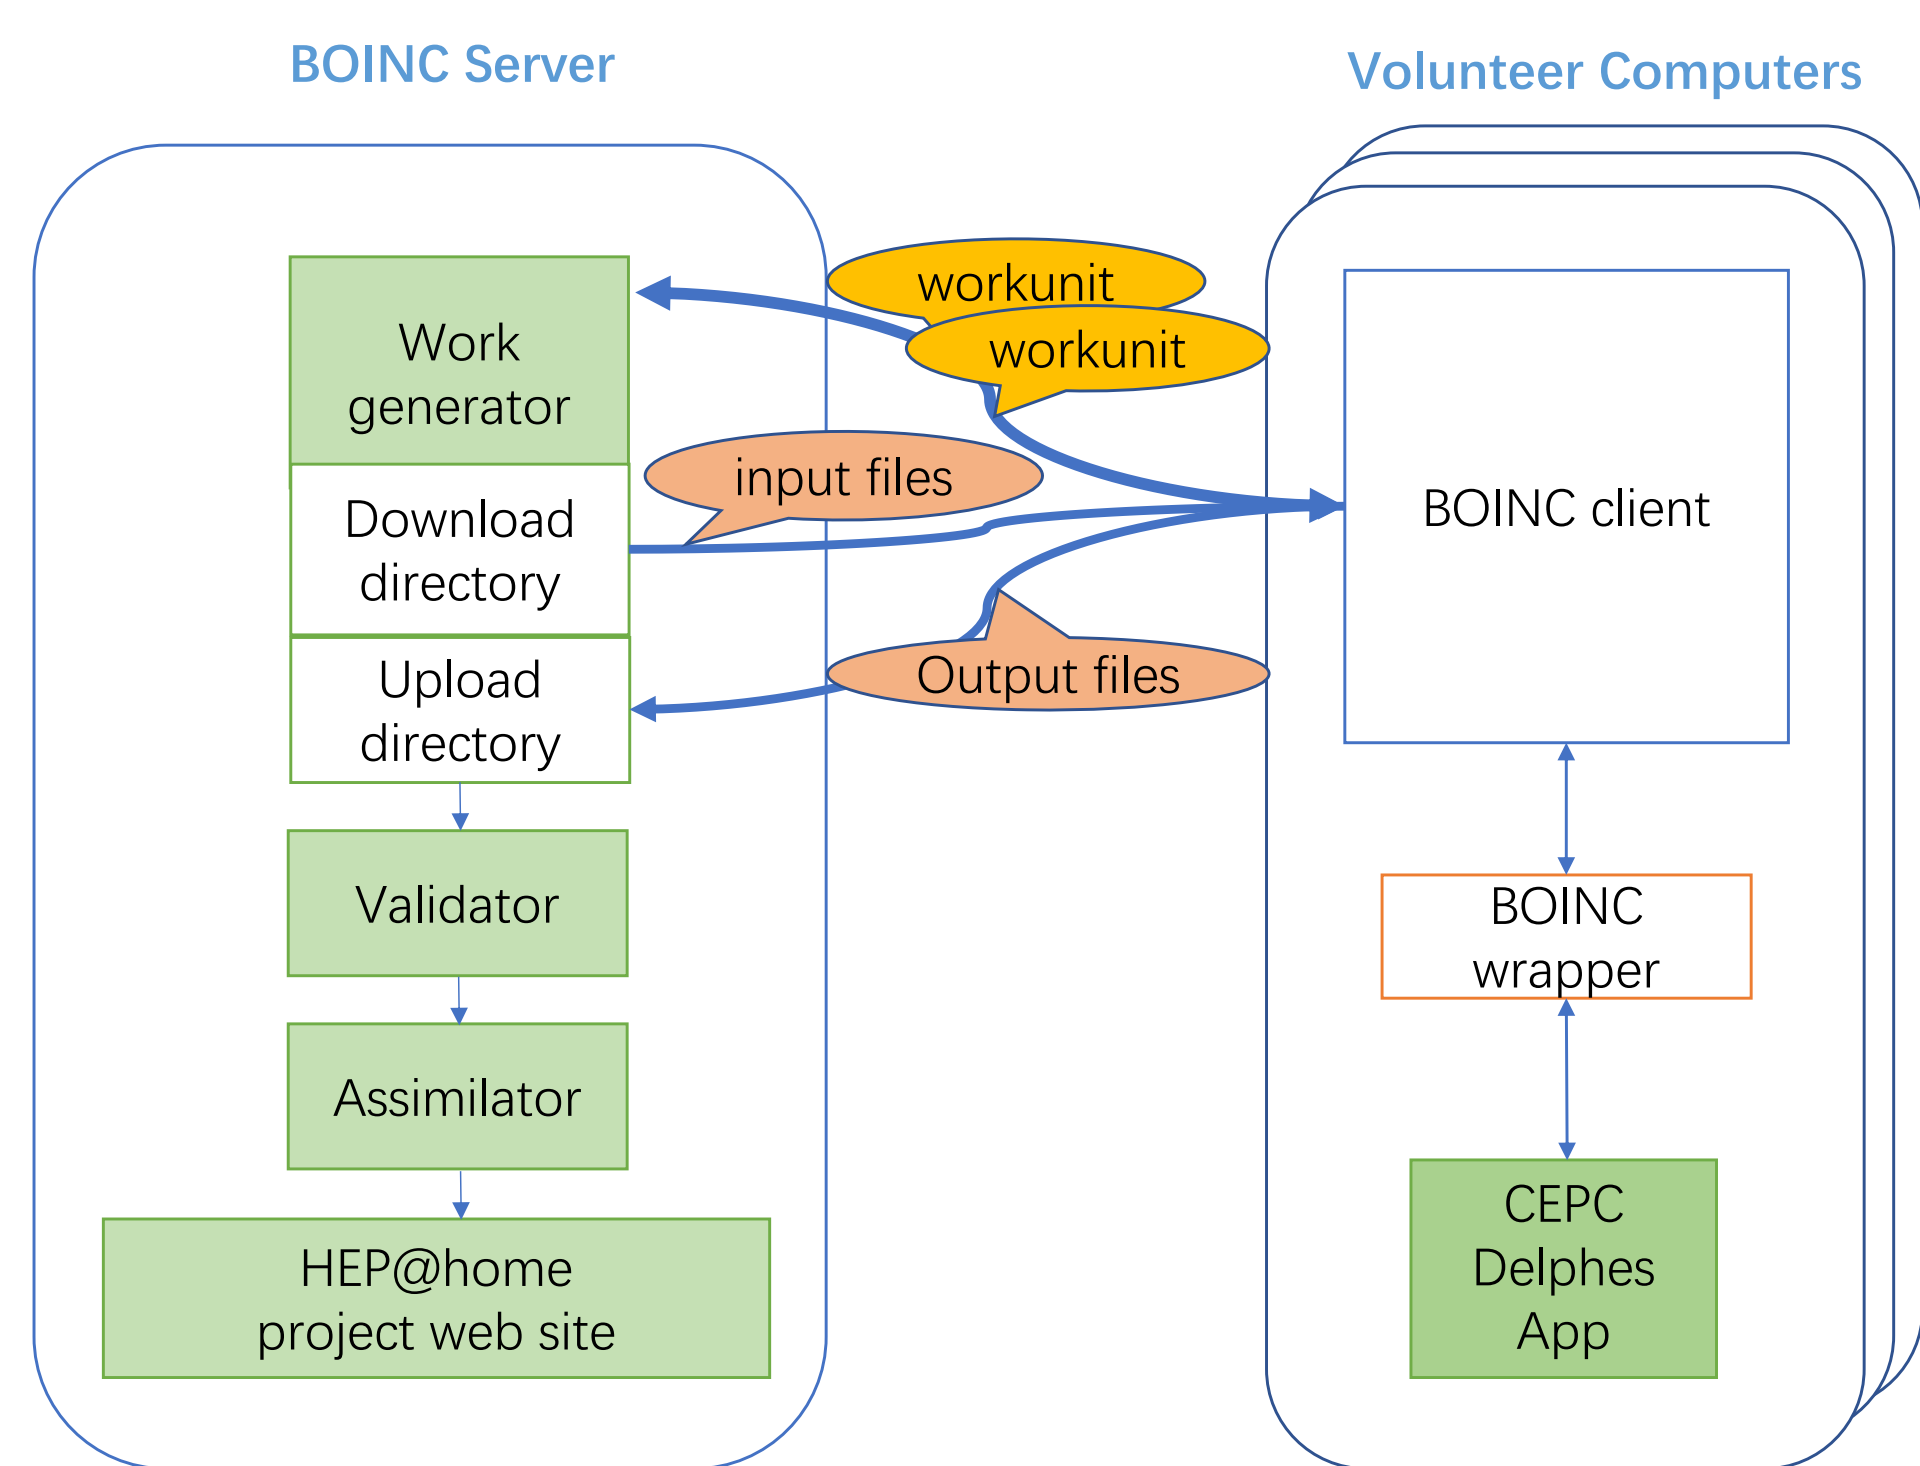 BOINC Server
Volunteer Computers
Work
generator
workunit
workunit
input files
Download
directory
BOINC client
Output files
Upload
directory
Validator
BOINC
wrapper
Assimilator
CEPC
Delphes
App
HEP@home
project web site